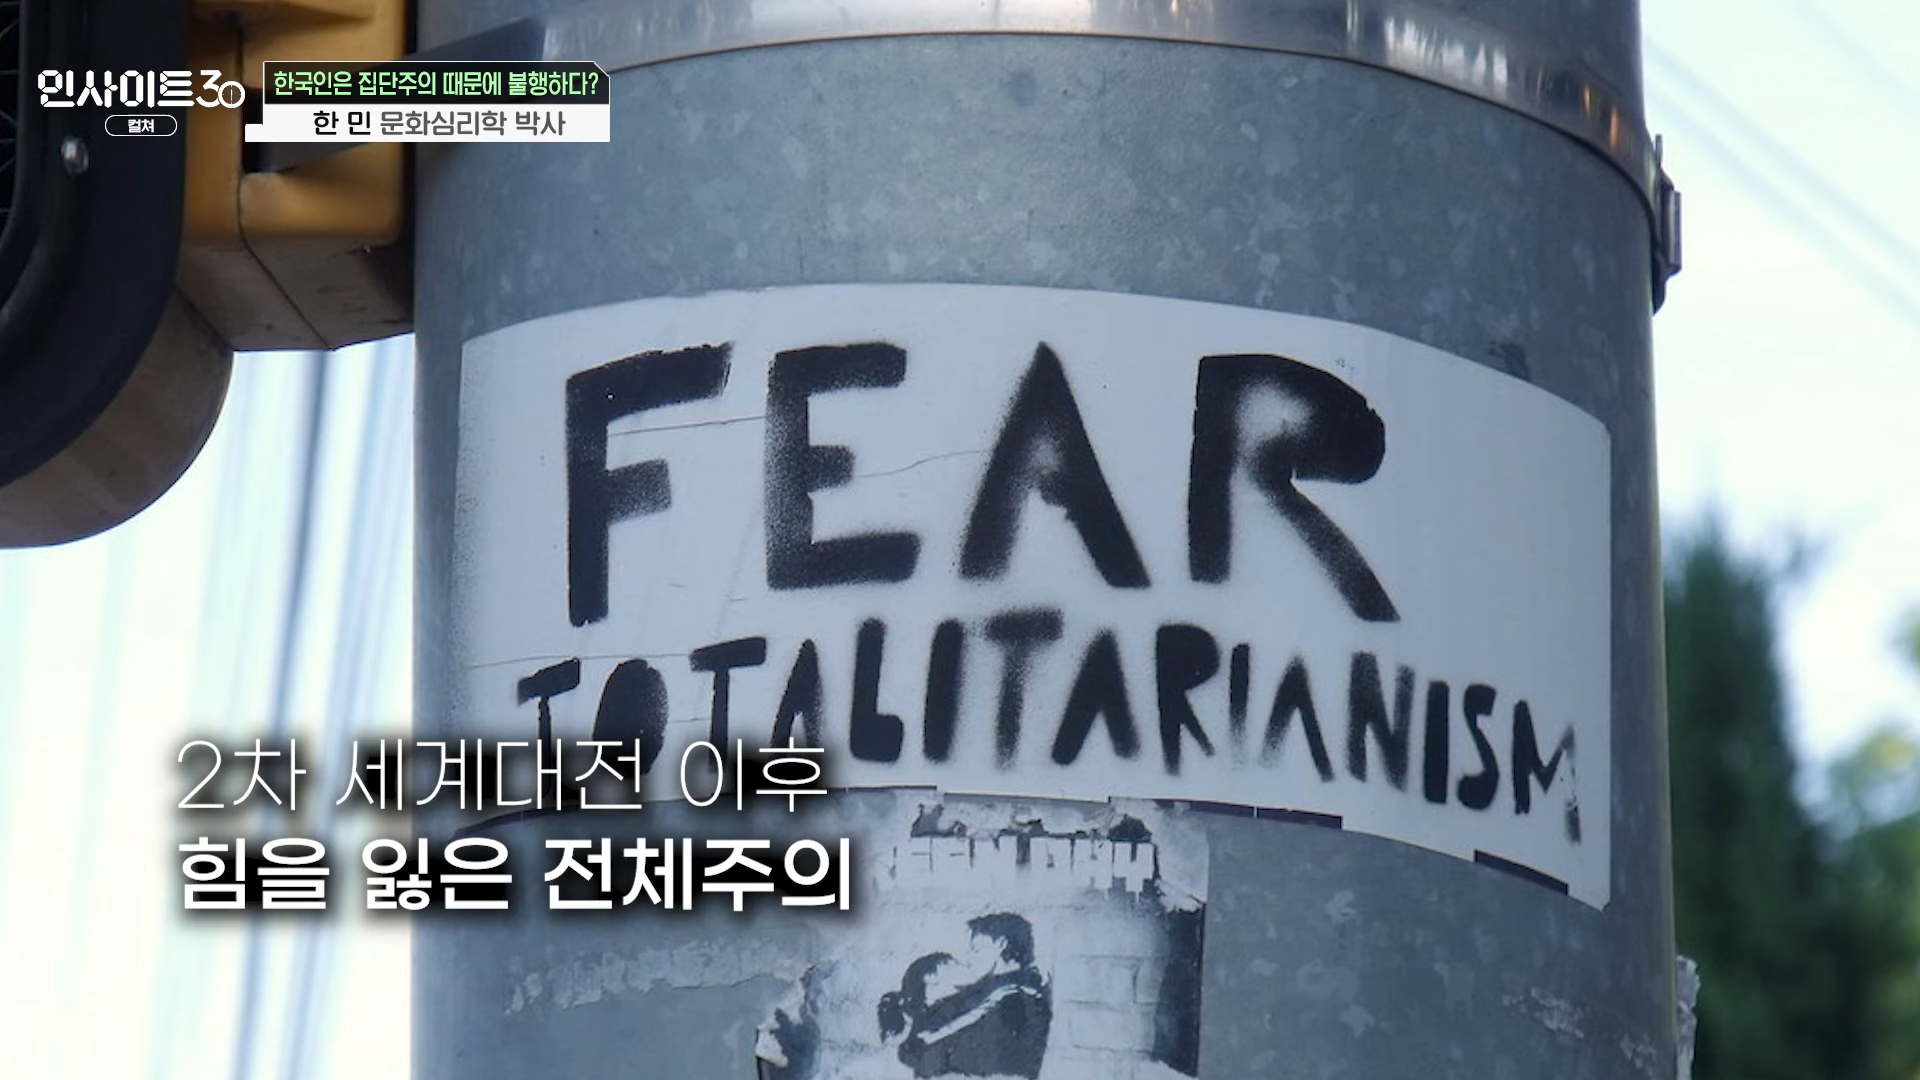 인사이트30
컬쳐
한국인은 집단주의 때문에 불행하다?
한 민 문화심리학 박사
FEAR
TOTALITARIANISM
2차 세계대전 이후
힘을 잃은 전체주의